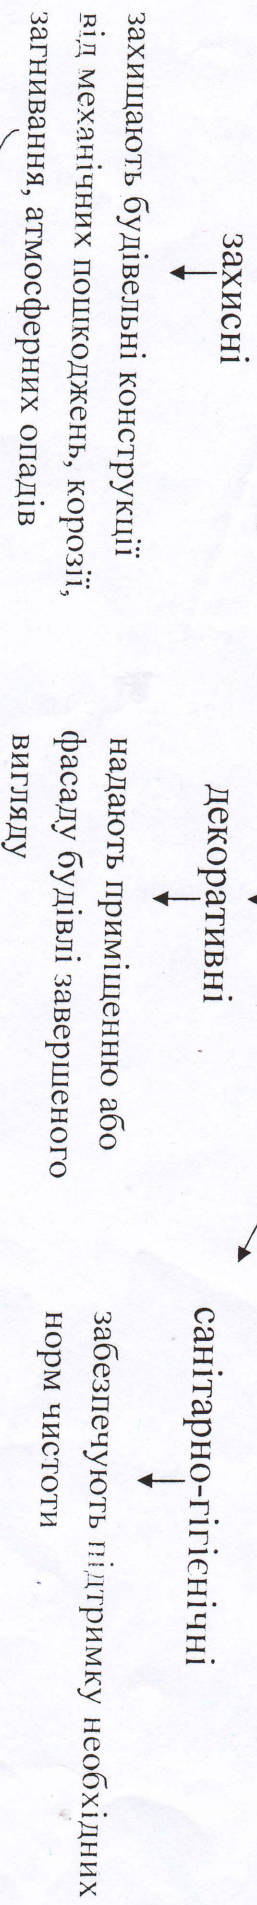 захисні
захищають будівельні конструкції
від механічних пошкоджень, корозії,
загнивання, атмосферних опадів
декоративні
надають приміщенню або
фасаду будівлі завершеного
вигляду
санітарно-гігієнічні
забезпечують підтримку необхідних
норм чистоти